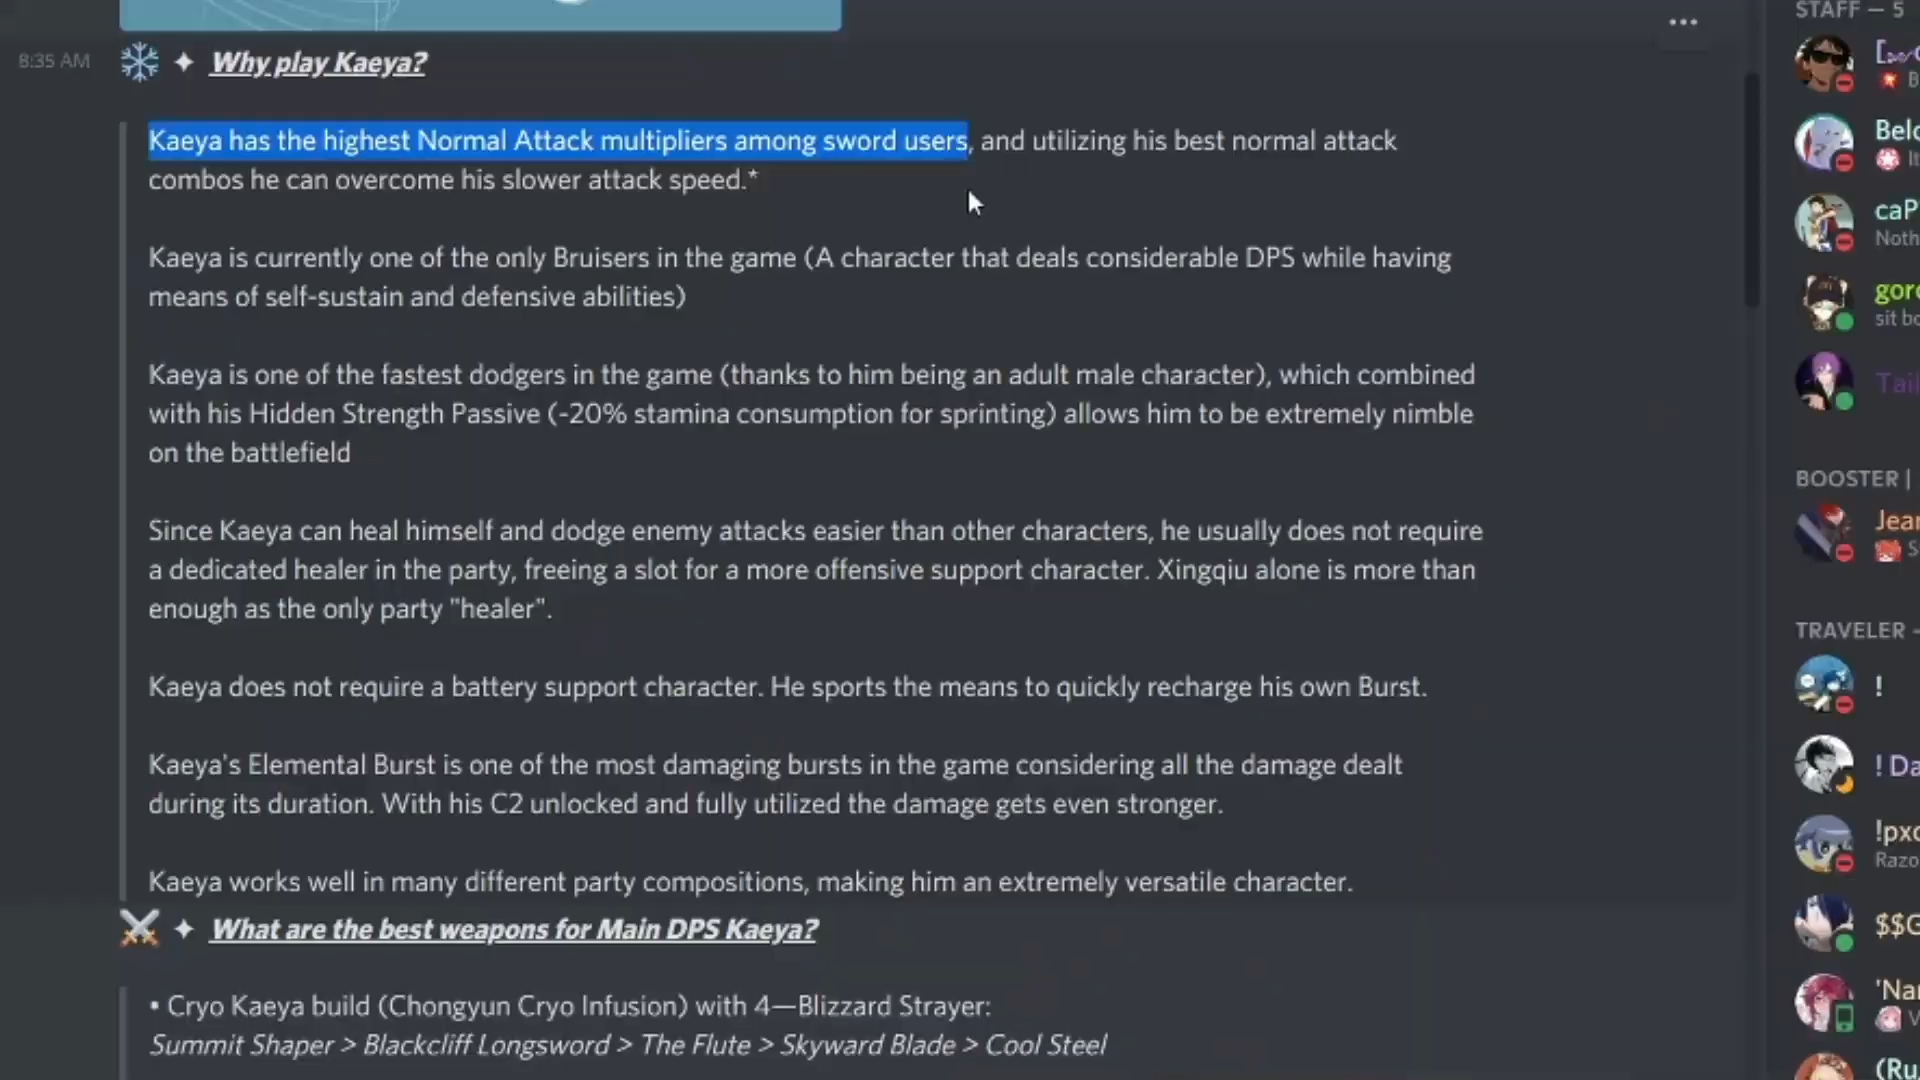 STAFF — 5
8:35 AM
Why play Kaeya?
Kaeya has the highest Normal Attack multipliers among sword users, and utilizing his best normal attack
combos he can overcome his slower attack speed.*
Kaeya is currently one of the only Bruisers in the game (A character that deals considerable DPS while having
means of self-sustain and defensive abilities)
Kaeya is one of the fastest dodgers in the game (thanks to him being an adult male character), which combined
with his Hidden Strength Passive (-20% stamina consumption for sprinting) allows him to be extremely nimble
on the battlefield
Since Kaeya can heal himself and dodge enemy attacks easier than other characters, he usually does not require
a dedicated healer in the party, freeing a slot for a more offensive support character. Xingqiu alone is more than
enough as the only party "healer".
Kaeya does not require a battery support character. He sports the means to quickly recharge his own Burst.
Kaeya's Elemental Burst is one of the most damaging bursts in the game considering all the damage dealt
during its duration. With his C2 unlocked and fully utilized the damage gets even stronger.
Kaeya works well in many different party compositions, making him an extremely versatile character.
What are the best weapons for Main DPS Kaeya?
• Cryo Kaeya build (Chongyun Cryo Infusion) with 4—Blizzard Strayer:
Summit Shaper > Blackcliff Longsword > The Flute > Skyward Blade > Cool Steel
B
Belo
It
caP
Noth
goro
sit bo
Tail
BOOSTER |
Jean
S
TRAVELER -
!
! Da
!pxc
Razo
$$G
'Nar
V
(Ru